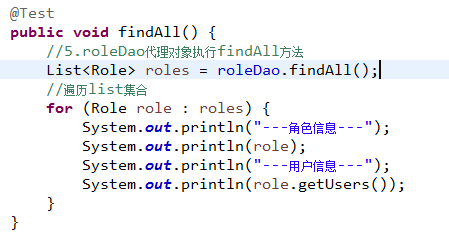 @Test
public void findAll() {
//5.roleDao代理对象执行findAll方法
List<Role> roles = roleDao.findAll();
//遍历list集合
for (Role role : roles) {
System.out.println("---角色信息---");
System.out.println(role);
System.out.println("---用户信息---");
System.out.println(role.getUsers());
}
}
}